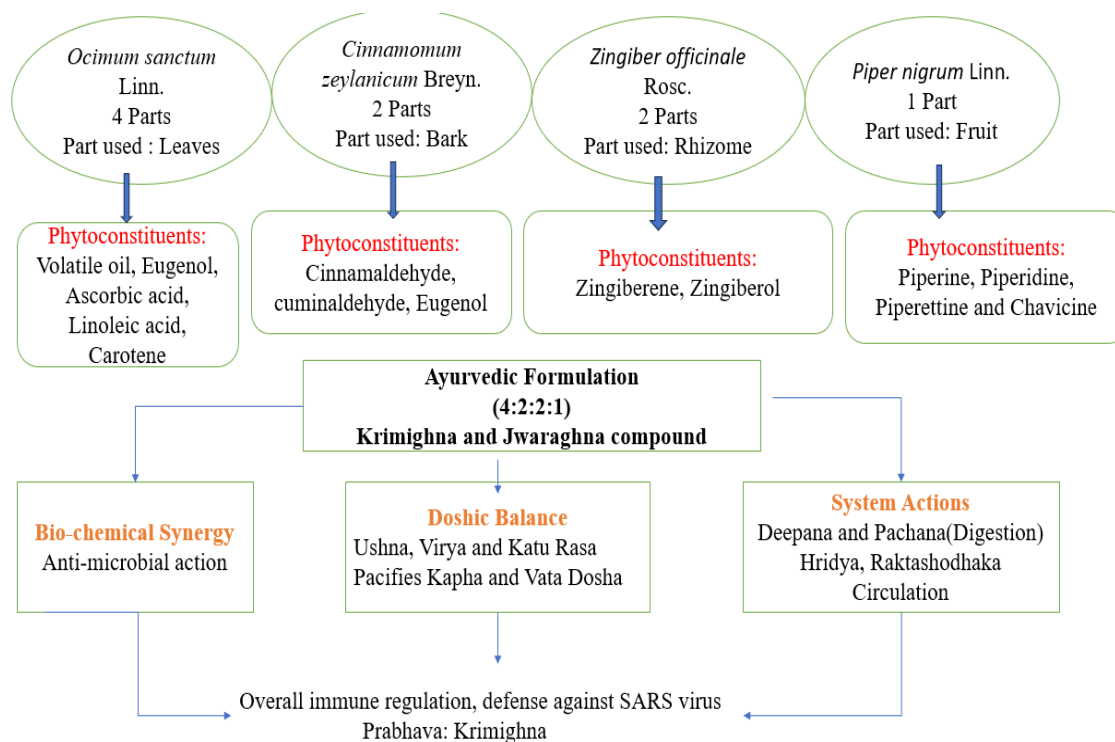 Ocimum sanctum
Linn.
4 Parts
Part used : Leaves
Cinnamomum
zeylanicum Breyn.
2 Parts
Part used: Bark
Zingiber officinale
Rosc.
2 Parts
Part used: Rhizome
Piper nigrum Linn.
1 Part
Part used: Fruit
Phytoconstituents:
Volatile oil, Eugenol,
Ascorbic acid,
Linoleic acid,
Carotene
Phytoconstituents:
Cinnamaldehyde,
cuminaldehyde, Eugenol
Phytoconstituents:
Zingiberene, Zingiberol
Phytoconstituents:
Piperine, Piperidine,
Piperettine and Chavicine
Ayurvedic Formulation
(4:2:2:1)
Krimighna and Jwaraghna compound
Bio-chemical Synergy
Anti-microbial action
Doshic Balance
Ushna, Virya and Katu Rasa
Pacifies Kapha and Vata Dosha
System Actions
Deepana and Pachana(Digestion)
Hridya, Raktashodhaka
Circulation
Overall immune regulation, defense against SARS virus
Prabhava: Krimighna